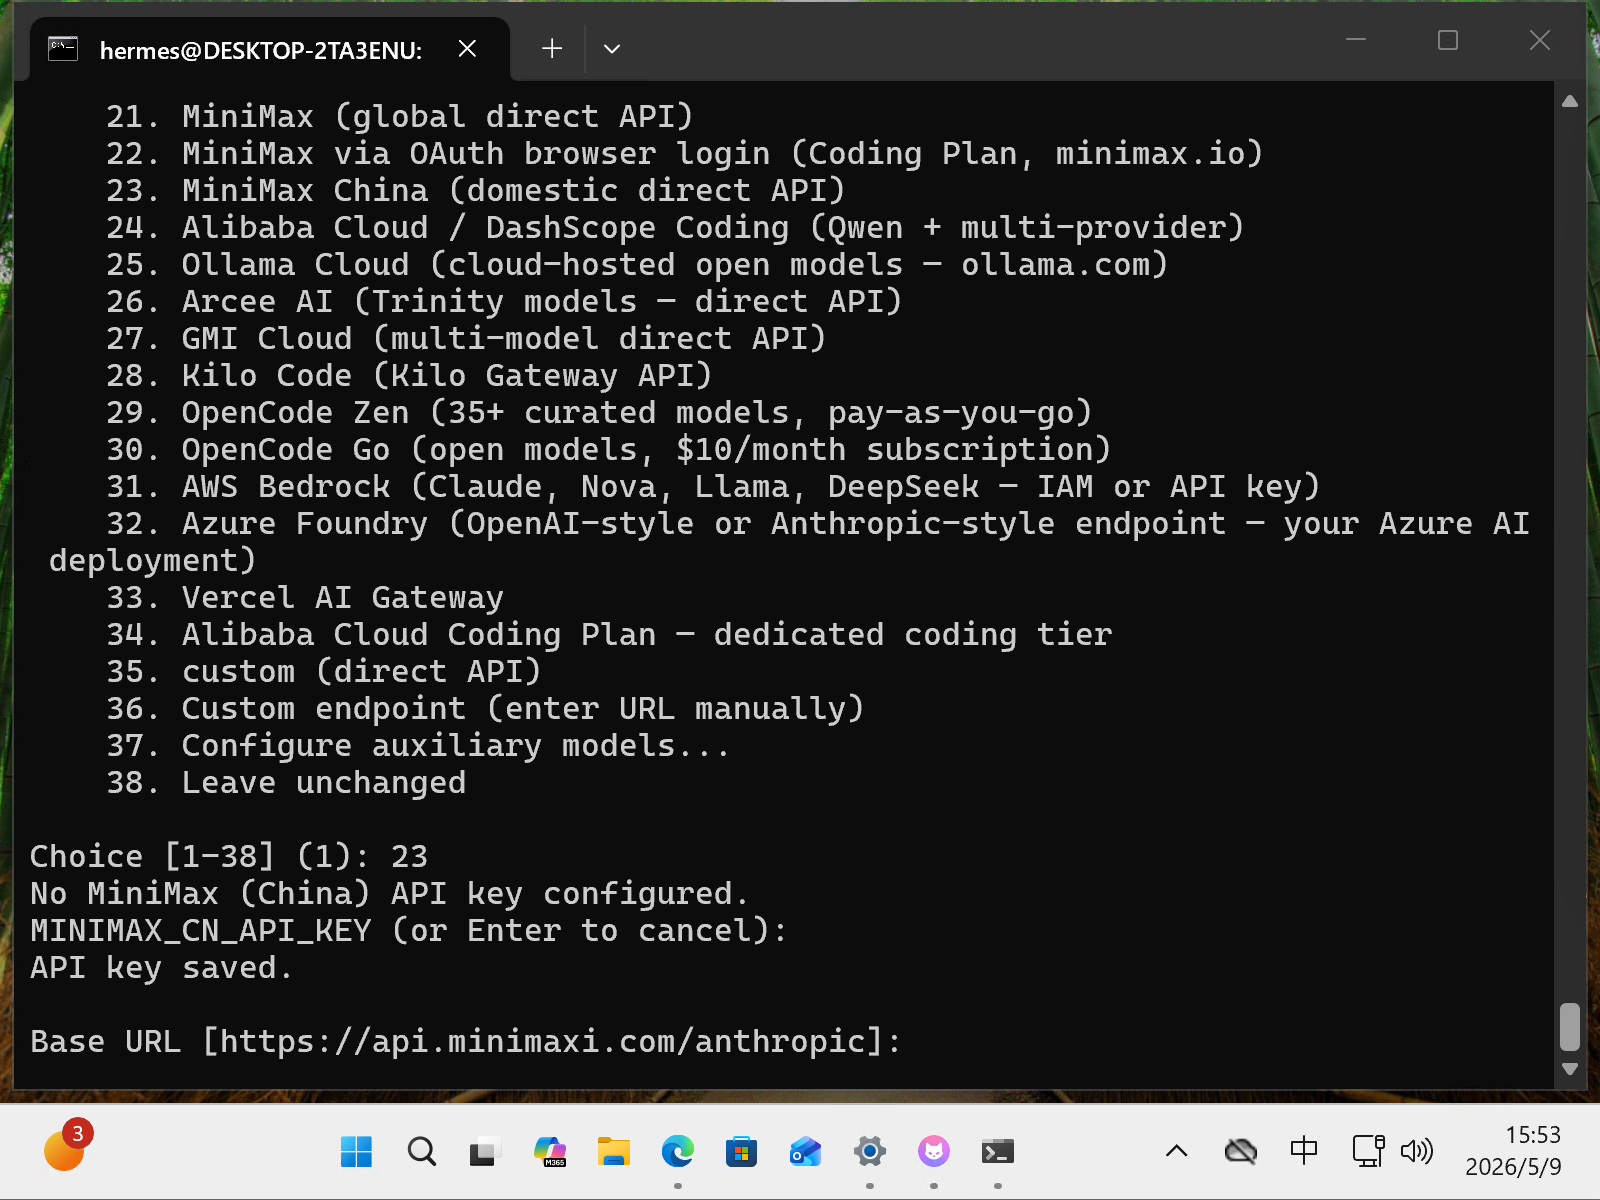 hermes@DESKTOP-2TA3ENU:
21. MiniMax (global direct API)
22. MiniMax via OAuth browser login (Coding Plan, minimax.io)
23. MiniMax China (domestic direct API)
24. Alibaba Cloud / DashScope Coding (Qwen + multi-provider)
25. Ollama Cloud (cloud-hosted open models — ollama.com)
26. Arcee AI (Trinity models — direct API)
27. GMI Cloud (multi-model direct API)
28. Kilo Code (Kilo Gateway API)
29. OpenCode Zen (35+ curated models, pay-as-you-go)
30. OpenCode Go (open models, $10/month subscription)
31. AWS Bedrock (Claude, Nova, Llama, DeepSeek — IAM or API key)
32. Azure Foundry (OpenAI-style or Anthropic-style endpoint — your Azure AI
deployment)
33. Vercel AI Gateway
34. Alibaba Cloud Coding Plan — dedicated coding tier
35. custom (direct API)
36. Custom endpoint (enter URL manually)
37. Configure auxiliary models...
38. Leave unchanged
Choice [1-38] (1): 23
No MiniMax (China) API key configured.
MINIMAX_CN_API_KEY (or Enter to cancel):
API key saved.
Base URL [https://api.minimaxi.com/anthropic]:
3
M365
中
15:53
2026/5/9